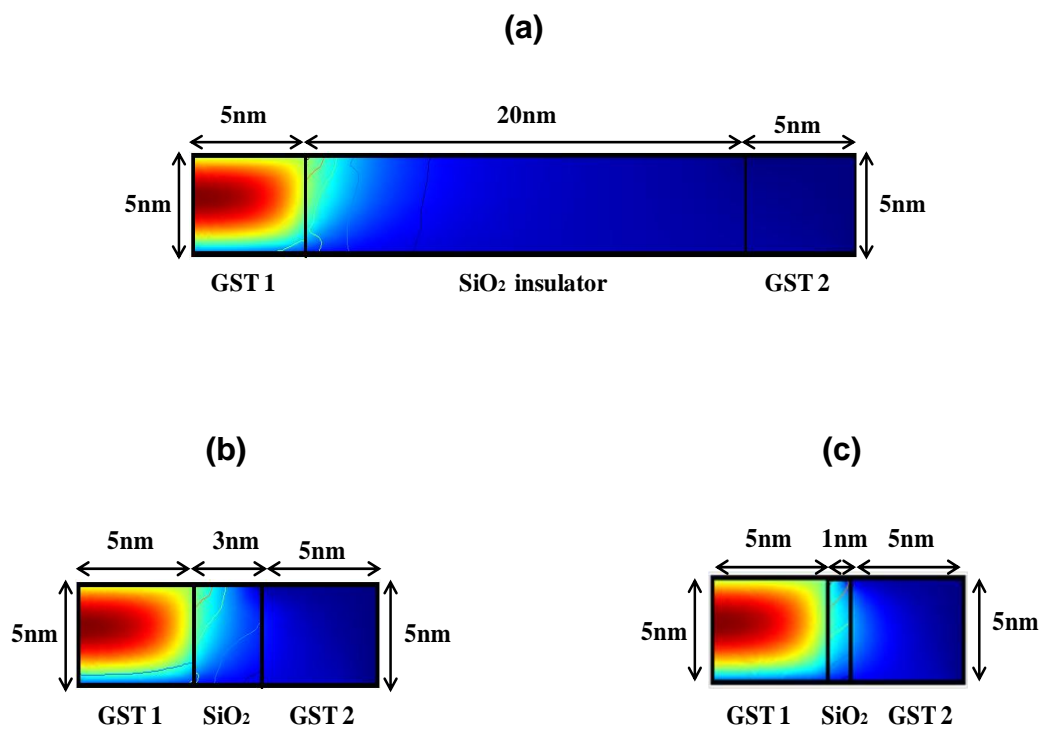 (a)
5nm 20nm 5nm
5nm 5nm
GST 1 SiO₂ insulator GST 2
(b) (c)
5nm 3nm 5nm 5nm 1nm 5nm
5nm 5nm 5nm 5nm
GST 1 SiO₂ GST 2 GST 1 SiO₂ GST 2